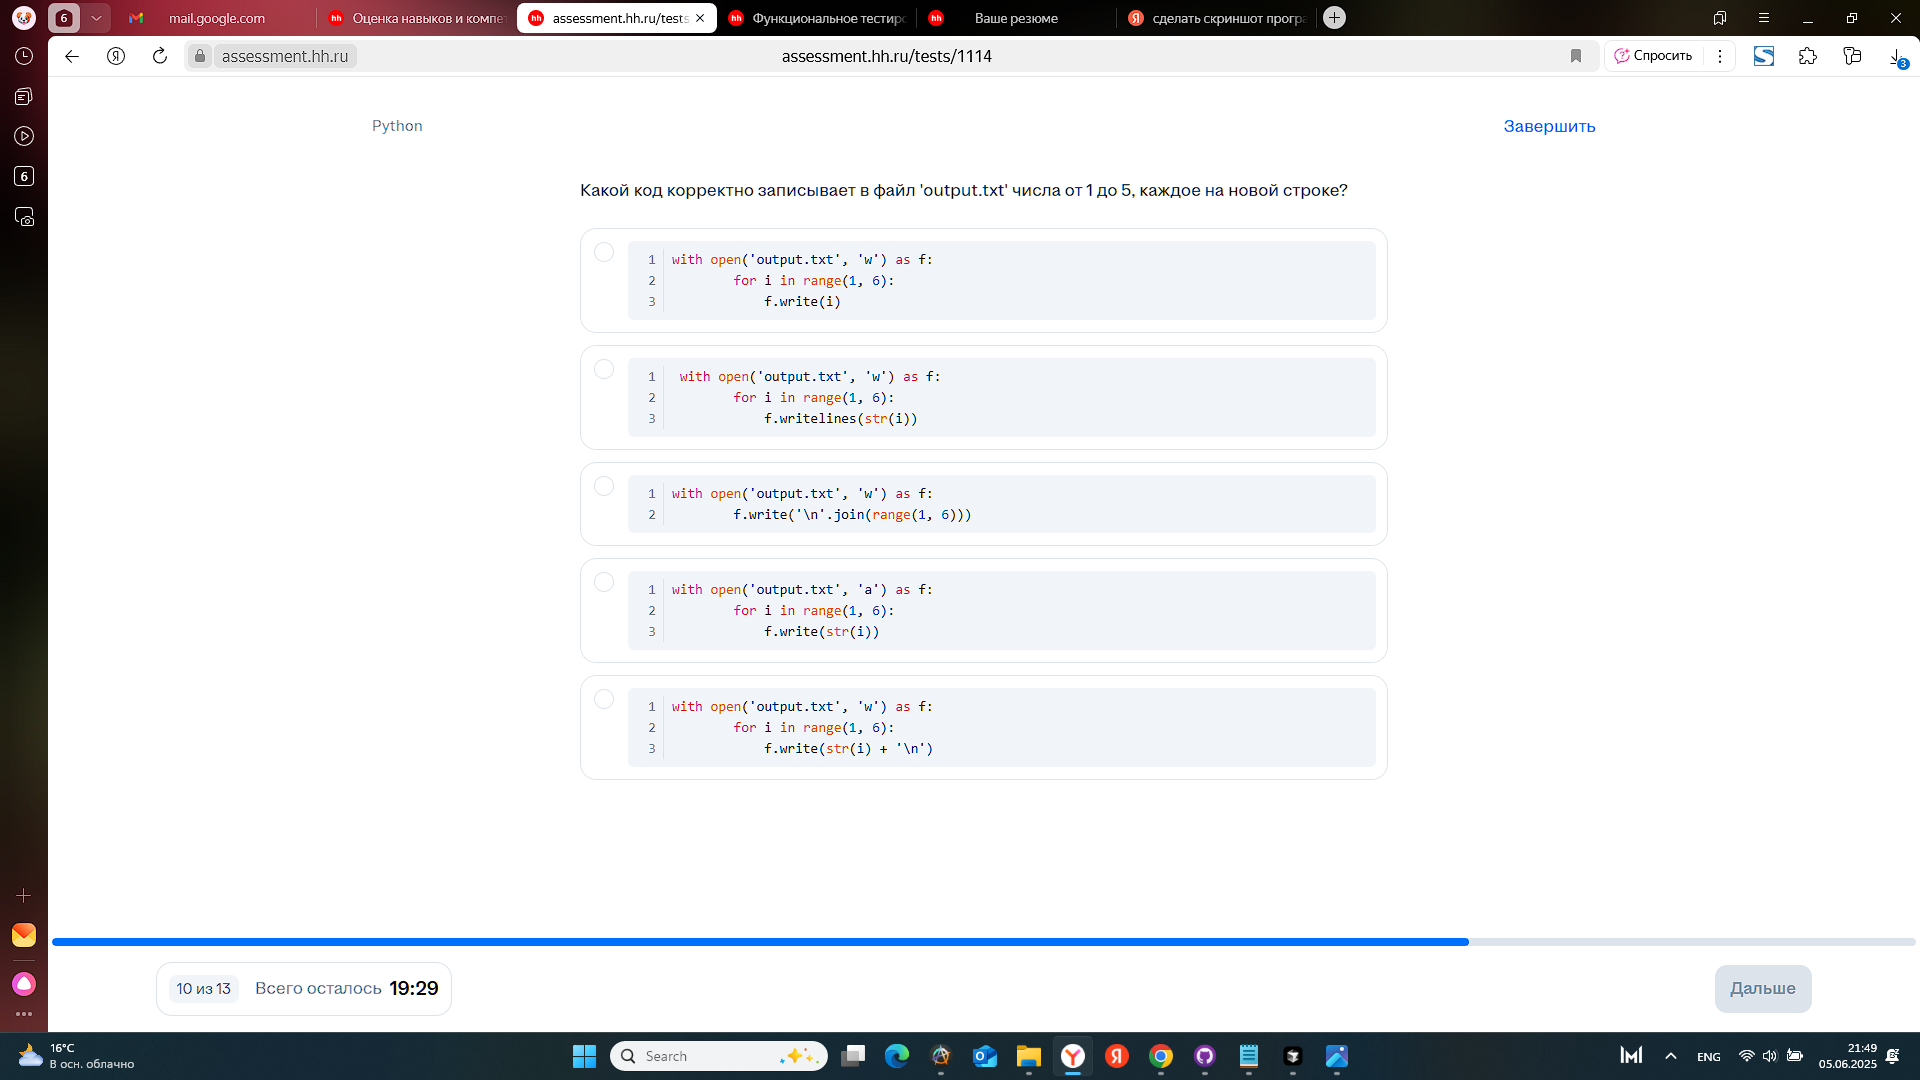 6
mail.google.com
hh Оценка навыков и компе
hh assessment.hh.ru/tests
hh Функциональное тестиро
hh Ваше резюме
Я сделать скриншот програ
Я
assessment.hh.ru
assessment.hh.ru/tests/1114
Спросить
3
6
Python
Завершить
Какой код корректно записывает в файл 'output.txt' числа от 1 до 5, каждое на новой строке?
1 with open('output.txt', 'w') as f:
2 for i in range(1, 6):
3 f.write(i)
1 with open('output.txt', 'w') as f:
2 for i in range(1, 6):
3 f.writelines(str(i))
1 with open('output.txt', 'w') as f:
2 f.write('\n'.join(range(1, 6)))
1 with open('output.txt', 'a') as f:
2 for i in range(1, 6):
3 f.write(str(i))
1 with open('output.txt', 'w') as f:
2 for i in range(1, 6):
3 f.write(str(i) + '\n')
10 из 13 Всего осталось 19:29
Дальше
16°C
В осн. облачно
Search
ENG
21:49
05.06.2025